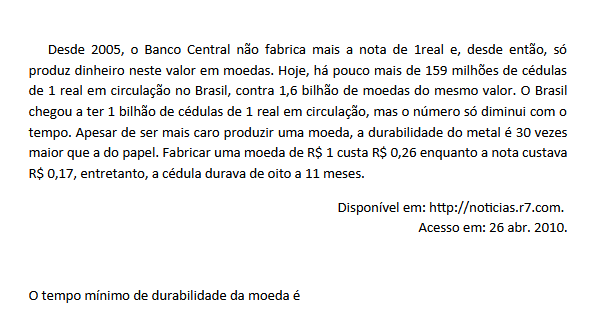 Desde 2005, o Banco Central não fabrica mais a nota de 1real e, desde então, só
produz dinheiro neste valor em moedas. Hoje, há pouco mais de 159 milhões de cédulas
de 1 real em circulação no Brasil, contra 1,6 bilhão de moedas do mesmo valor. O Brasil
chegou a ter 1 bilhão de cédulas de 1 real em circulação, mas o número só diminui com o
tempo. Apesar de ser mais caro produzir uma moeda, a durabilidade do metal é 30 vezes
maior que a do papel. Fabricar uma moeda de R$ 1 custa R$ 0,26 enquanto a nota custava
R$ 0,17, entretanto, a cédula durava de oito a 11 meses.
Disponível em: http://noticias.r7.com.
Acesso em: 26 abr. 2010.
O tempo mínimo de durabilidade da moeda é